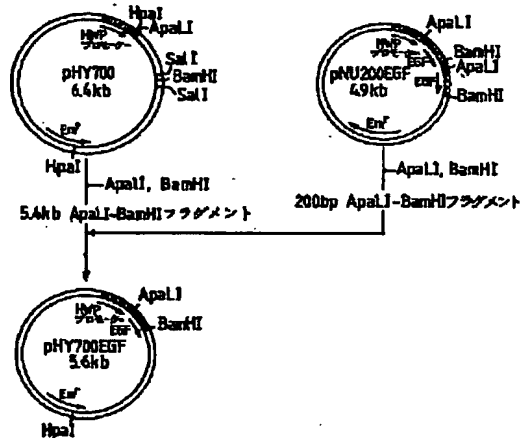 HpaI
ApaLI
HWP
プロモーター
SalI
BamHI
SalI
pHY700
6.4kb
Emʳ
HpaI
ApaLI
HWP
プロモーター
EGF
BamHI
ApaLI
EGF
BamHI
pNU200EGF
4.9kb
Emʳ
ApaLI, BamHI
5.4kb ApaLI-BamHIフラグメント
ApaLI, BamHI
200bp ApaLI-BamHIフラグメント
ApaLI
HWP
プロモーター
EGF
BamHI
pHY700EGF
5.6kb
Emʳ
HpaI